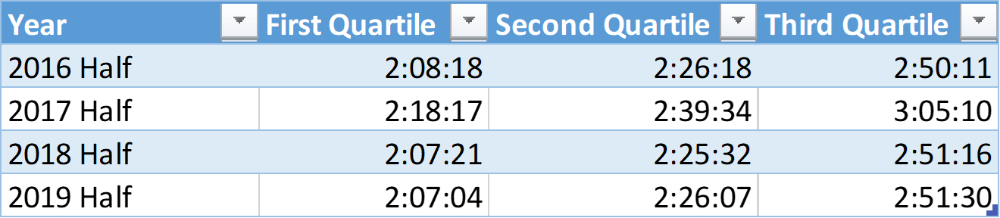 Year First Quartile Second Quartile Third Quartile
2016 Half 2:08:18 2:26:18 2:50:11
2017 Half 2:18:17 2:39:34 3:05:10
2018 Half 2:07:21 2:25:32 2:51:16
2019 Half 2:07:04 2:26:07 2:51:30